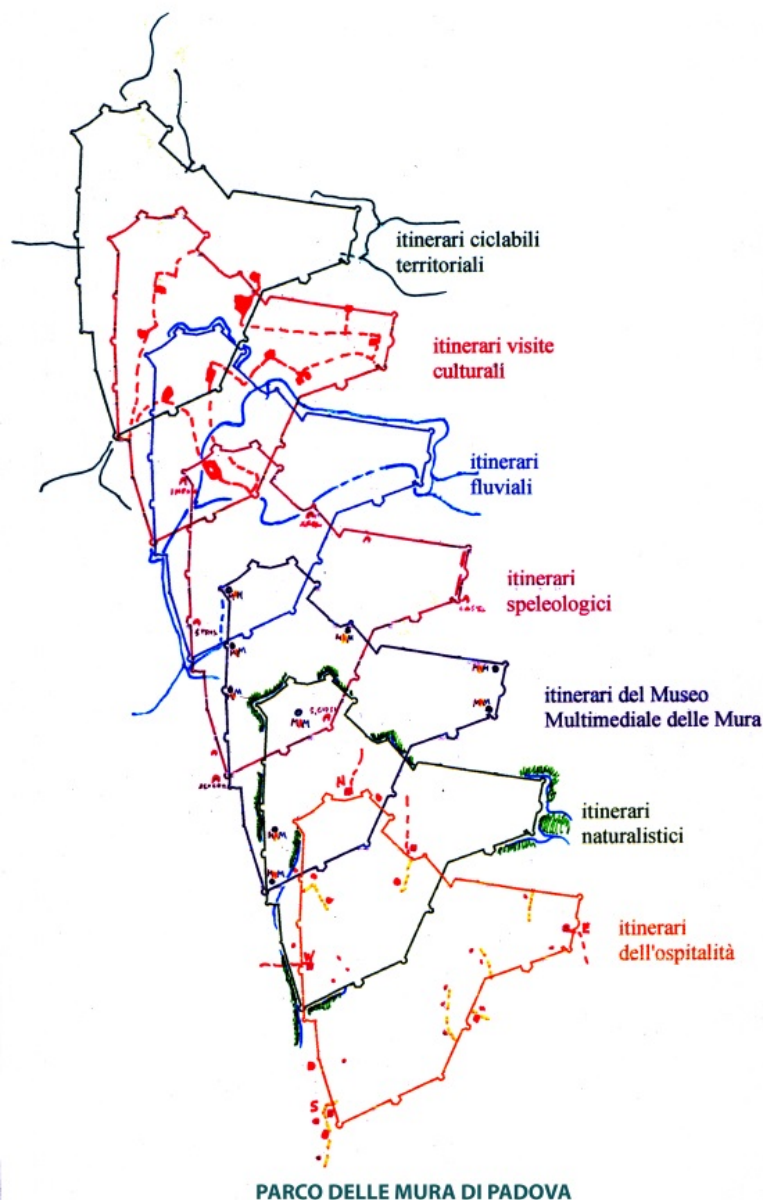 itinerari ciclabili
territoriali
itinerari visite
culturali
itinerari
fluviali
itinerari
speleologici
itinerari del Museo
Multimediale delle Mura
itinerari
naturalistici
N
itinerari
dell'ospitalità
E
W
D
S
PARCO DELLE MURA DI PADOVA